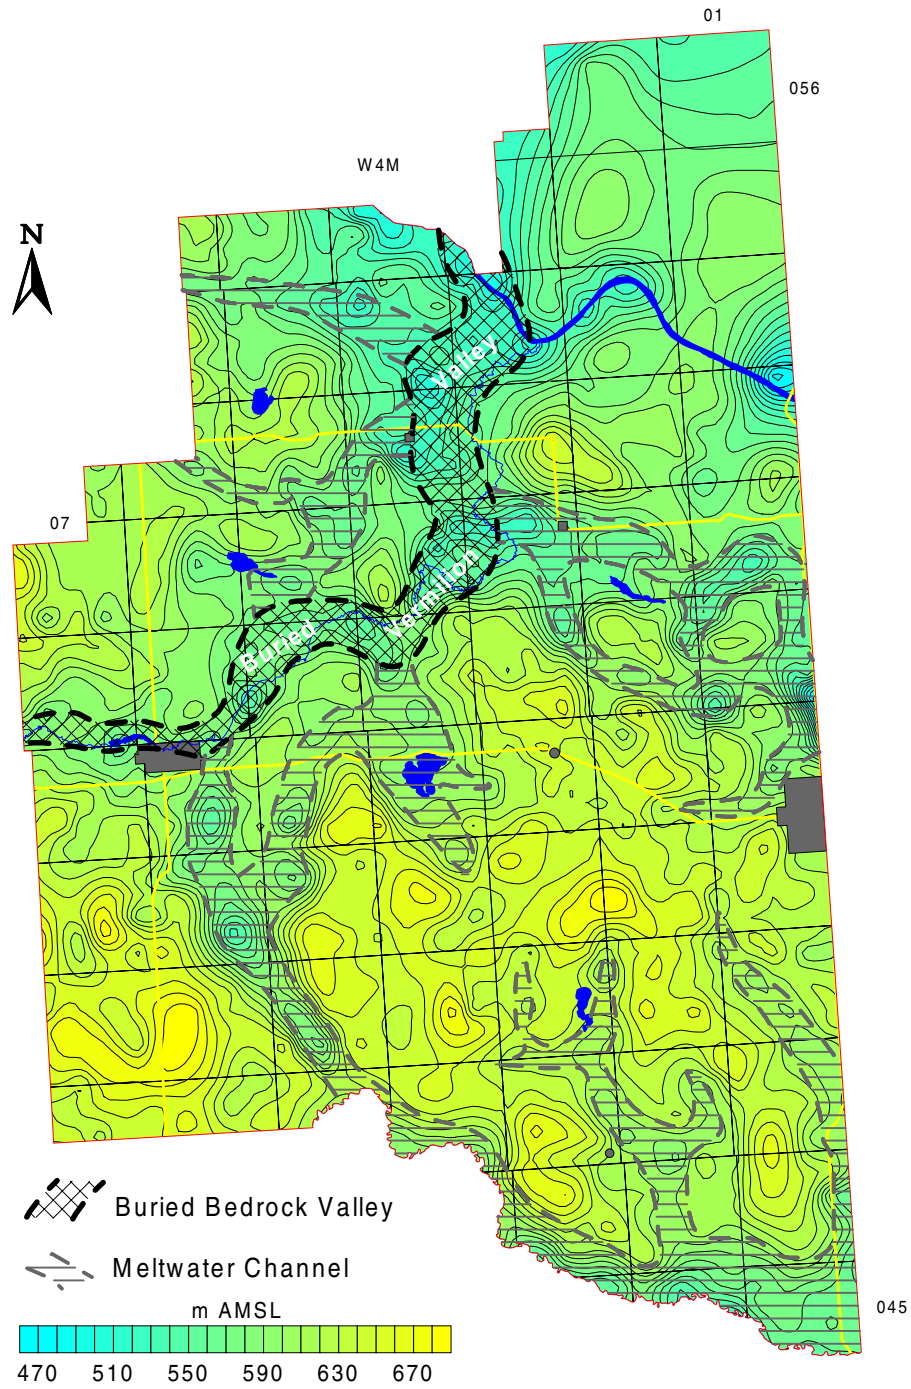 01
056
W4M
N
Valley
07
Vermilion
Buried
Buried Bedrock Valley
Meltwater Channel
m AMSL
045
470 510 550 590 630 670